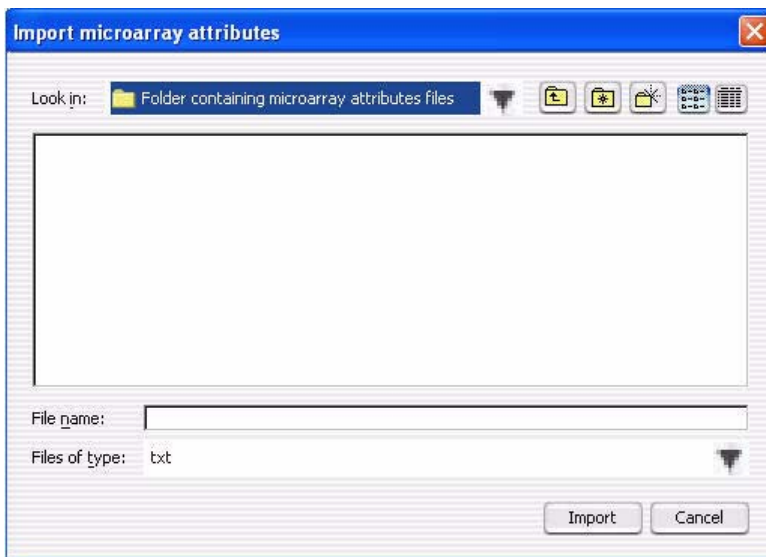 Import microarray attributes
Look in: Folder containing microarray attributes files
File name:
Files of type: txt
Import Cancel